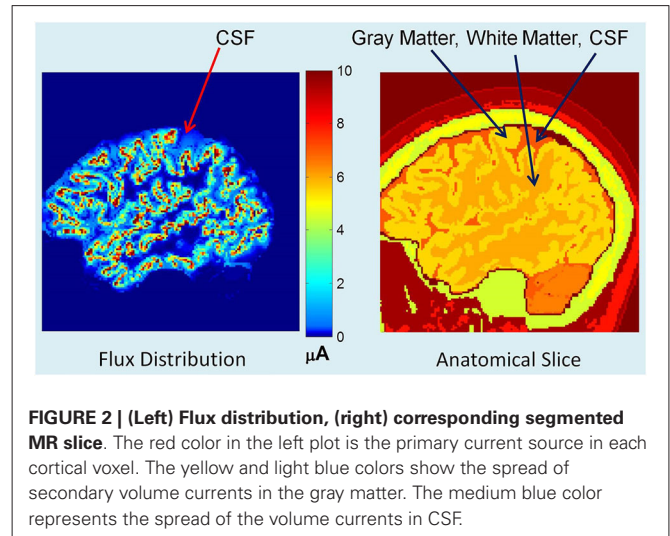 CSF
Gray Matter, White Matter, CSF
10
8
6
4
2
0
µA
Flux Distribution
Anatomical Slice
FIGURE 2 | (Left) Flux distribution, (right) corresponding segmented
MR slice. The red color in the left plot is the primary current source in each
cortical voxel. The yellow and light blue colors show the spread of
secondary volume currents in the gray matter. The medium blue color
represents the spread of the volume currents in CSF.